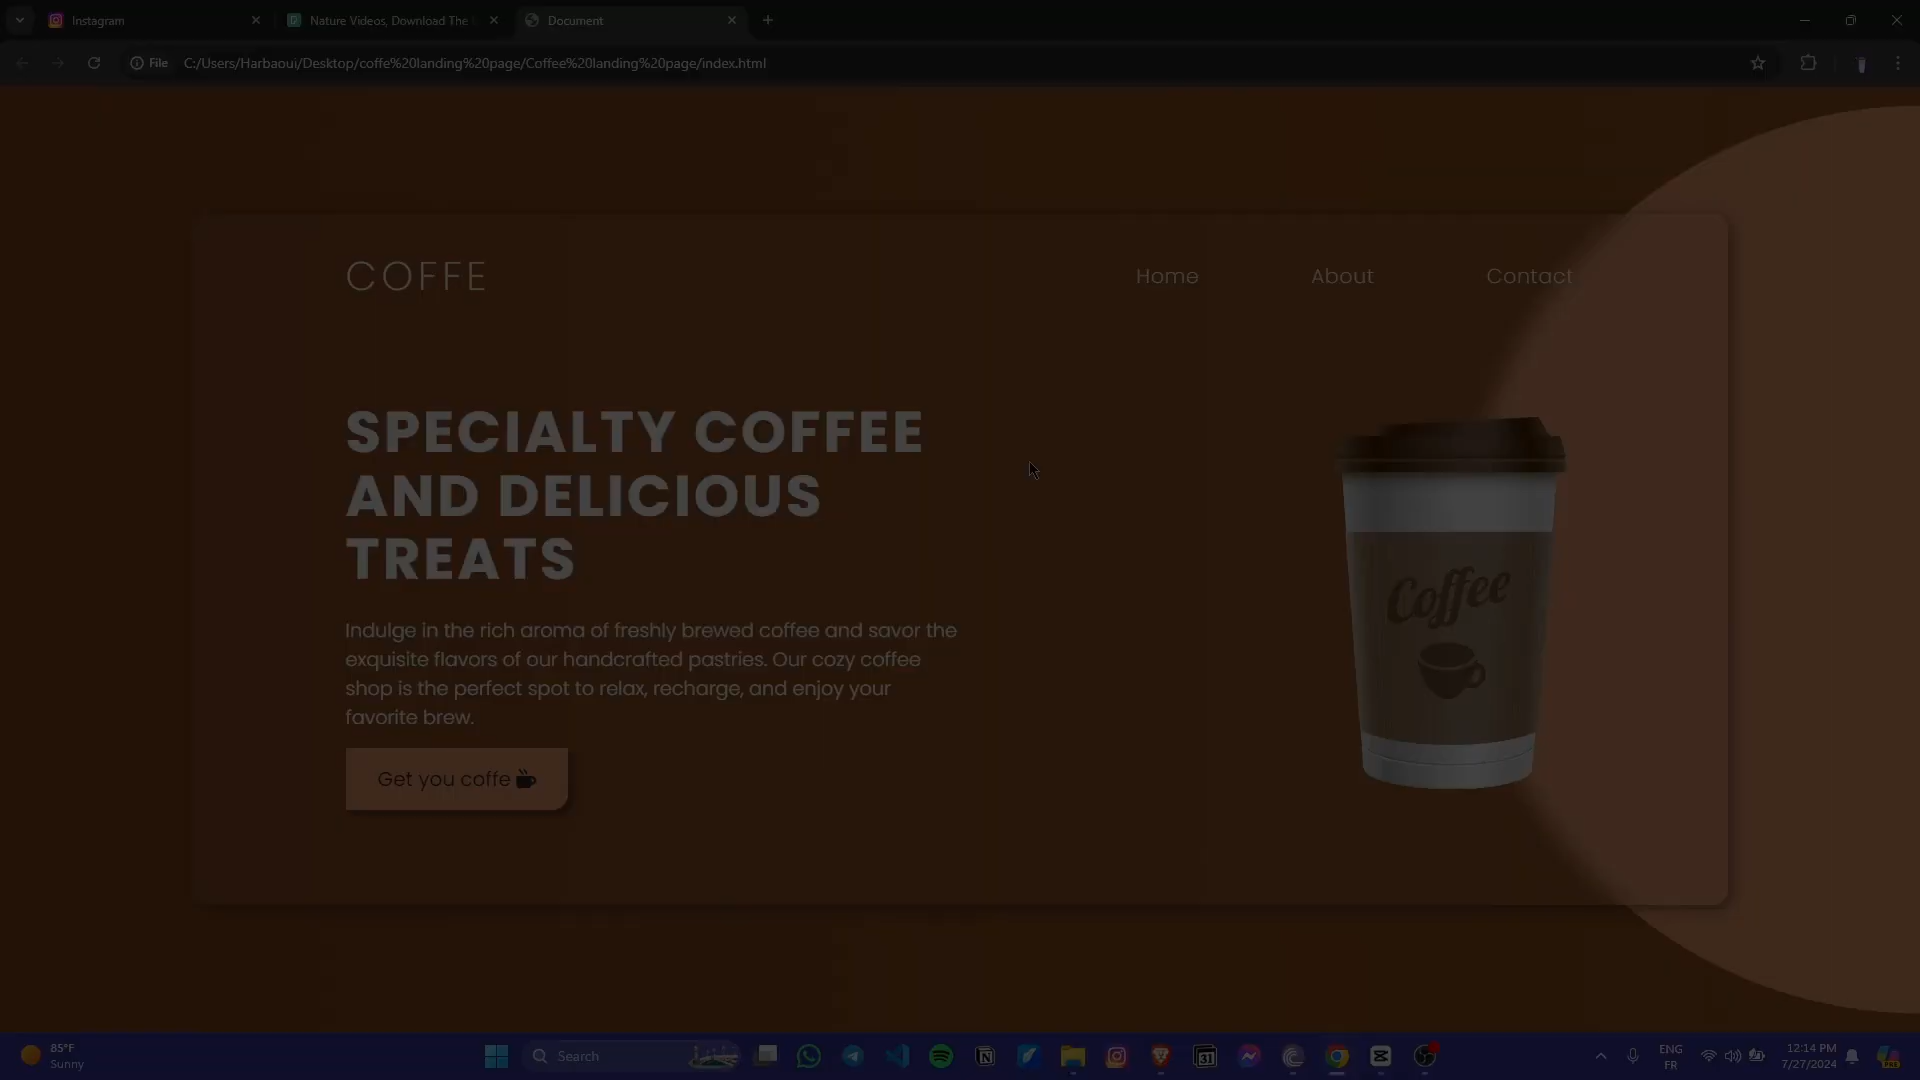 Instagram
Nature Videos, Download The
Document
File
C:/Users/Harbaoui/Desktop/coffe%20landing%20page/Coffee%20landing%20page/index.html
COFFE
Home
About
Contact
SPECIALTY COFFEE
AND DELICIOUS
TREATS
Indulge in the rich aroma of freshly brewed coffee and savor the
exquisite flavors of our handcrafted pastries. Our cozy coffee
shop is the perfect spot to relax, recharge, and enjoy your
favorite brew.
Get you coffe
Coffee
85°F
Sunny
Search
31
ENG
FR
12:14 PM
7/27/2024